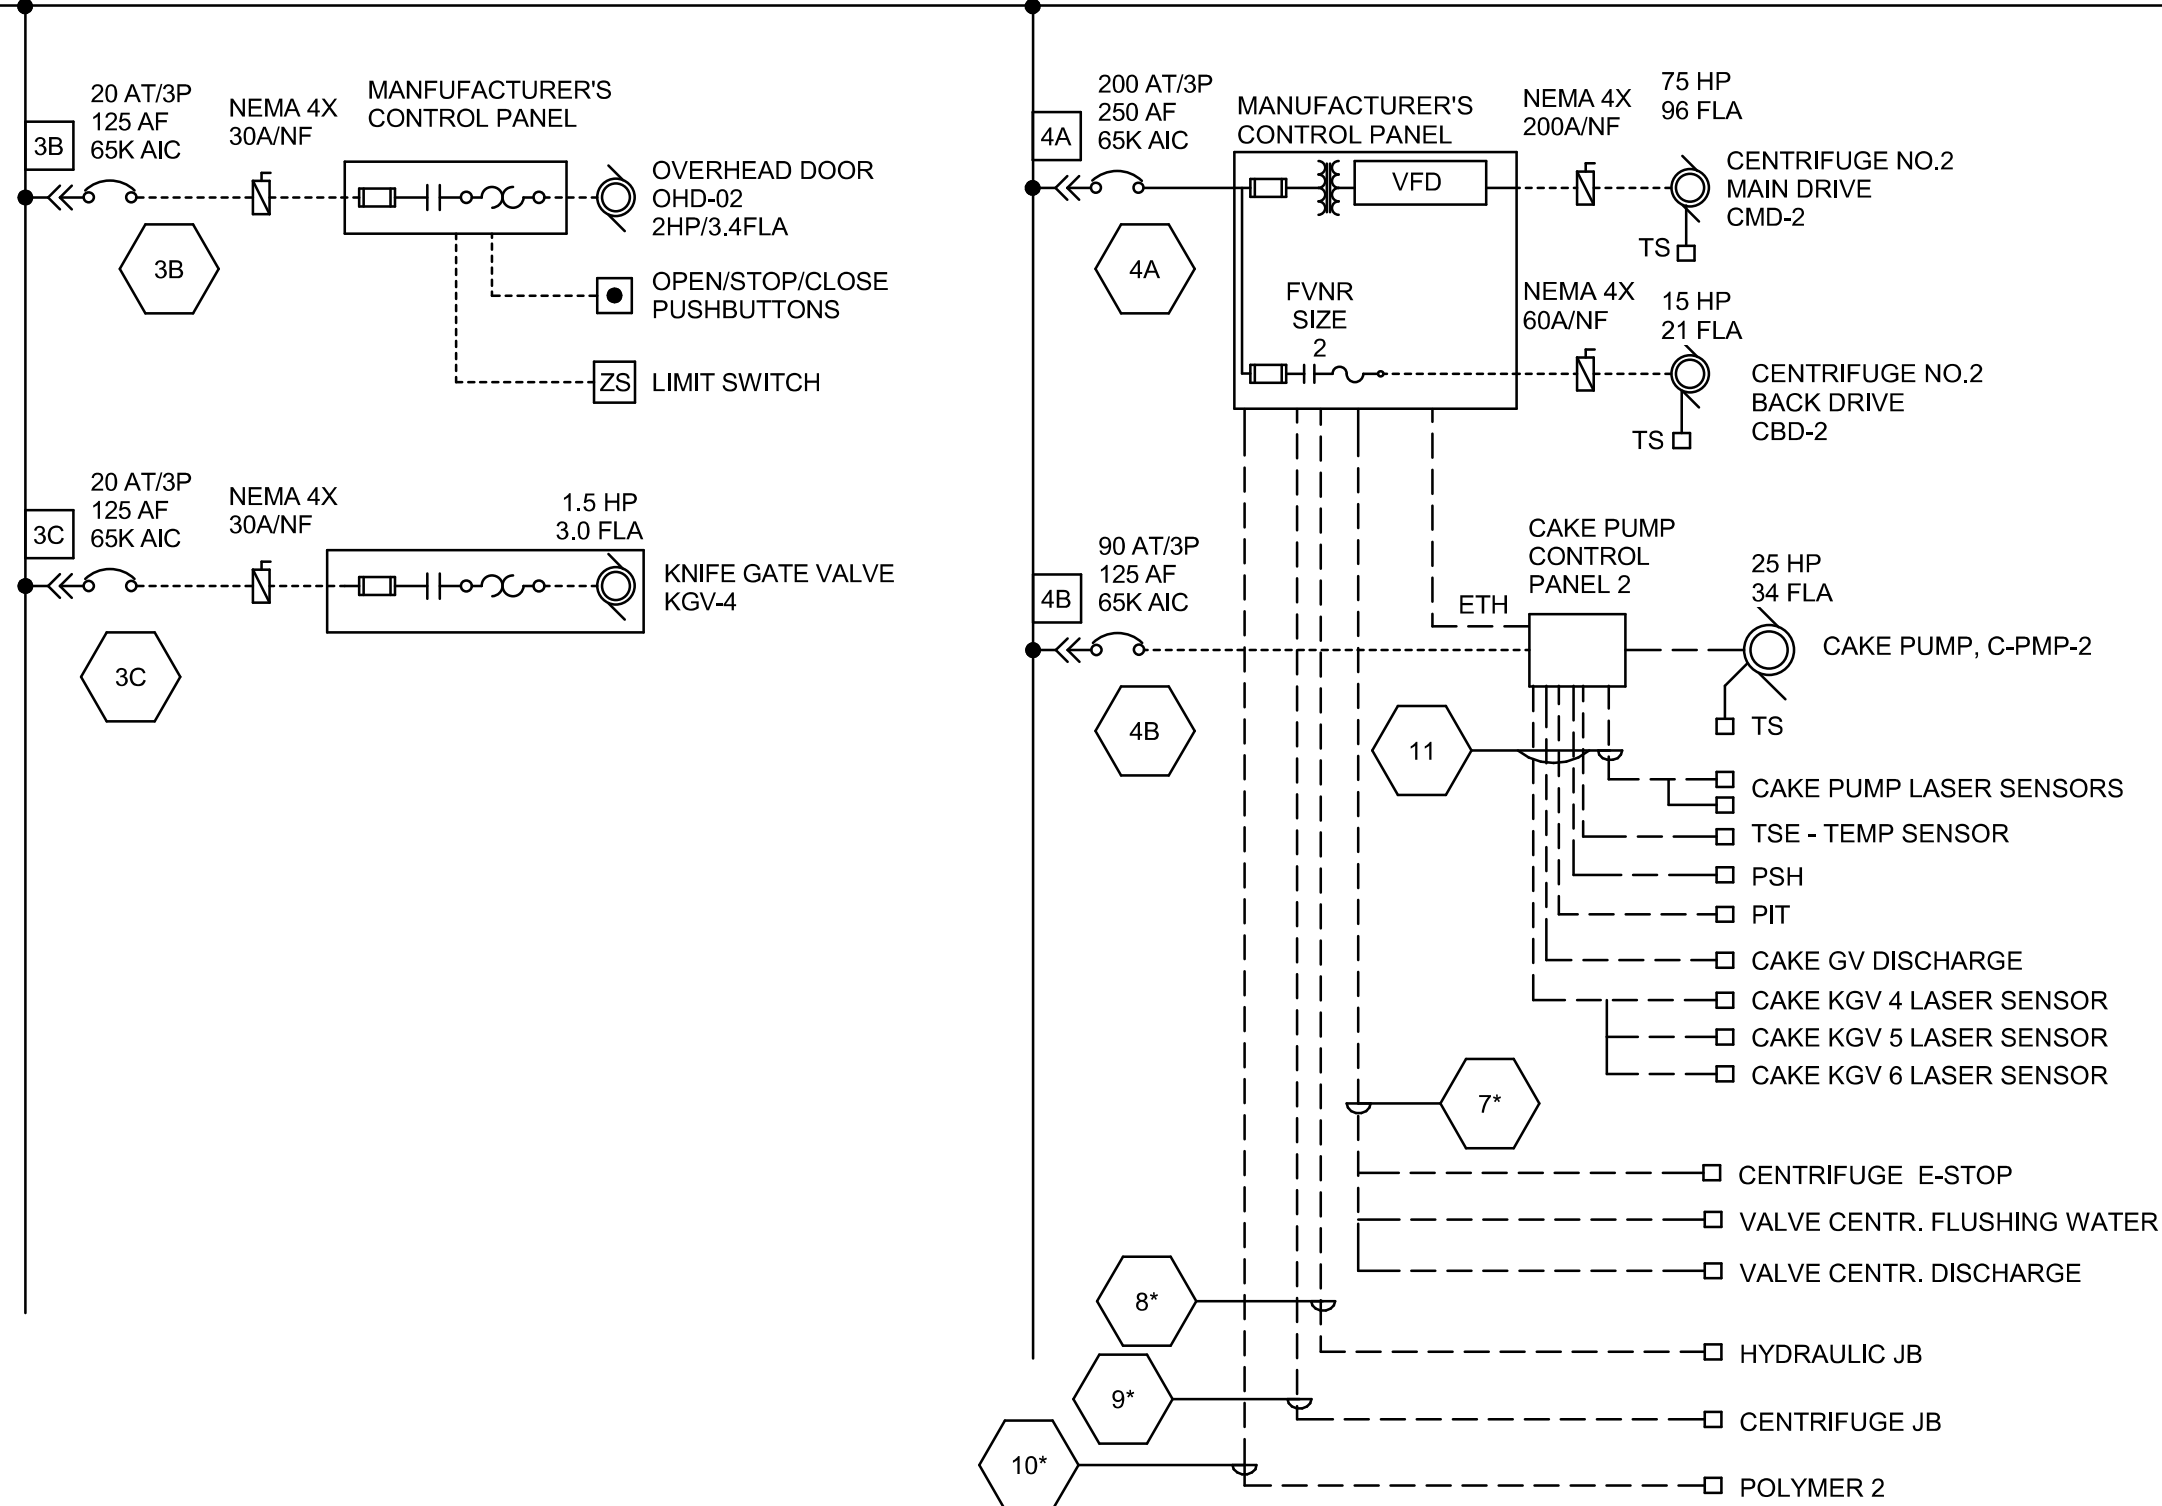 20 AT/3P
125 AF
65K AIC
3B
NEMA 4X
30A/NF
MANFUFACTURER'S
CONTROL PANEL
OVERHEAD DOOR
OHD-02
2HP/3.4FLA
3B
OPEN/STOP/CLOSE
PUSHBUTTONS
ZS
LIMIT SWITCH
20 AT/3P
125 AF
65K AIC
3C
NEMA 4X
30A/NF
1.5 HP
3.0 FLA
KNIFE GATE VALVE
KGV-4
3C
200 AT/3P
250 AF
65K AIC
4A
MANUFACTURER'S
CONTROL PANEL
VFD
NEMA 4X
200A/NF
75 HP
96 FLA
CENTRIFUGE NO.2
MAIN DRIVE
CMD-2
TS
4A
FVNR
SIZE
2
NEMA 4X
60A/NF
15 HP
21 FLA
CENTRIFUGE NO.2
BACK DRIVE
CBD-2
TS
90 AT/3P
125 AF
65K AIC
4B
ETH
CAKE PUMP
CONTROL
PANEL 2
25 HP
34 FLA
CAKE PUMP, C-PMP-2
TS
4B
11
CAKE PUMP LASER SENSORS
TSE - TEMP SENSOR
PSH
PIT
CAKE GV DISCHARGE
CAKE KGV 4 LASER SENSOR
CAKE KGV 5 LASER SENSOR
CAKE KGV 6 LASER SENSOR
7*
CENTRIFUGE  E-STOP
VALVE CENTR. FLUSHING WATER
VALVE CENTR. DISCHARGE
8*
HYDRAULIC JB
9*
CENTRIFUGE JB
10*
POLYMER 2